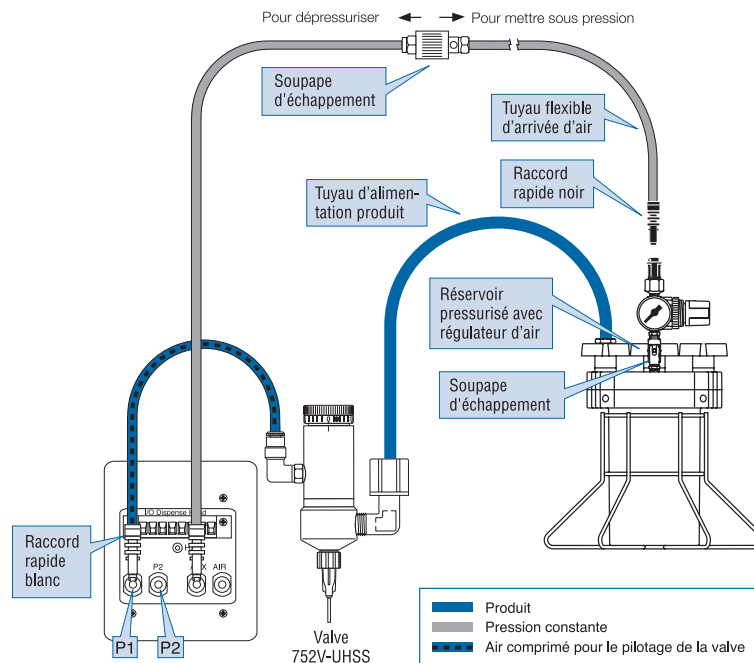 Pour dépressuriser
Pour mettre sous pression
Soupape
d'échappement
Tuyau flexible
d'arrivée d'air
Raccord
rapide noir
Tuyau d'alimen-
tation produit
Réservoir
pressurisé avec
régulateur d'air
Soupape
d'échappement
I/O Dispense
Raccord
rapide
blanc
P2
AIR
P1
P2
Valve
752V-UHSS
Produit
Pression constante
Air comprimé pour le pilotage de la valve